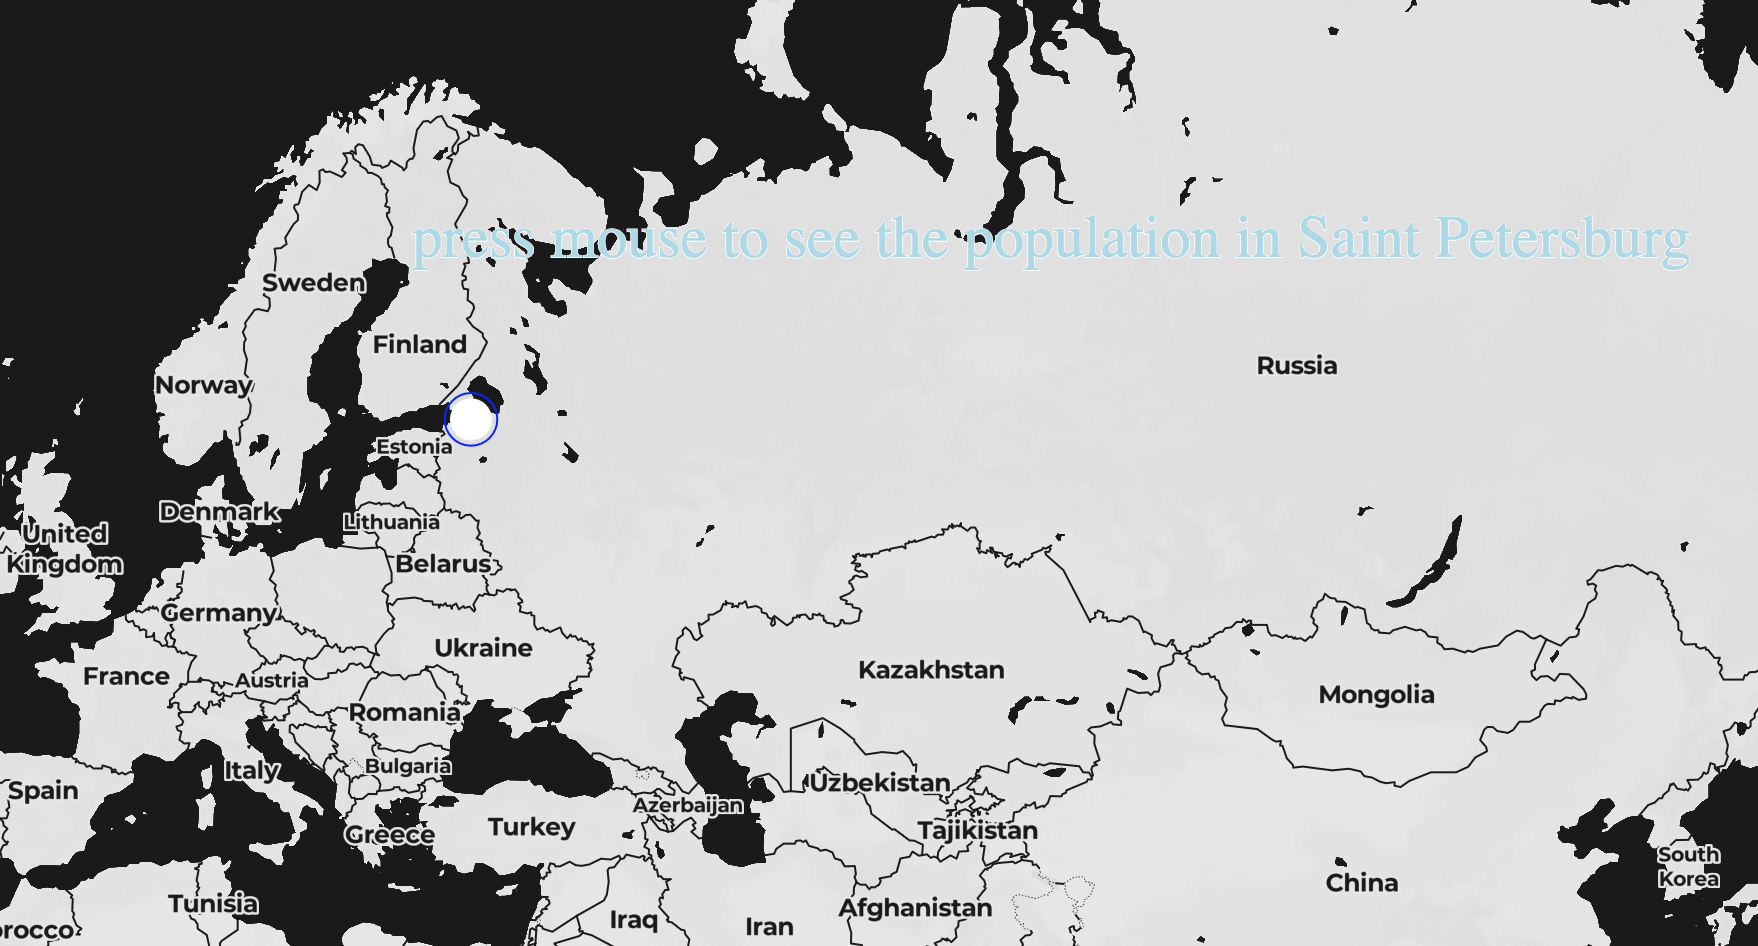 press mouse to see the population in Saint Petersburg
Sweden
Finland
Russia
Norway
Estonia
Denmark
Lithuania
United
Kingdom
Belarus
Germany
Ukraine
France
Austria
Kazakhstan
Mongolia
Romania
Italy
Bulgaria
Spain
Uzbekistan
Azerbaijan
Greece
Turkey
Tajikistan
South
Korea
China
Tunisia
Afghanistan
Iraq
Iran
orocco